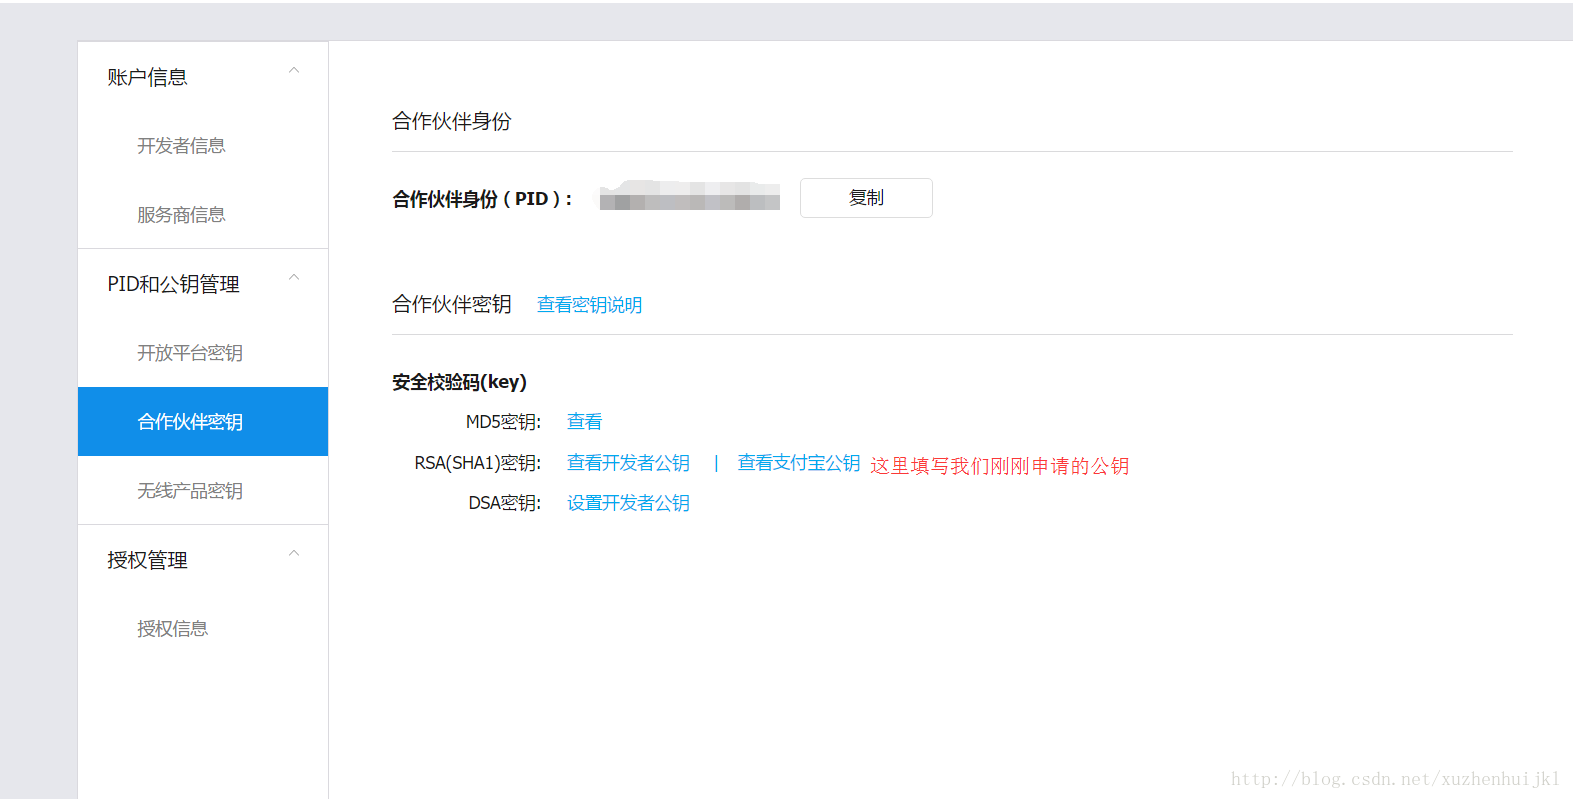 账户信息
开发者信息
服务商信息
PID和公钥管理
开放平台密钥
合作伙伴密钥
无线产品密钥
授权管理
授权信息
合作伙伴身份
合作伙伴身份（PID）： 复制
合作伙伴密钥 查看密钥说明
安全校验码(key)
MD5密钥: 查看
RSA(SHA1)密钥: 查看开发者公钥 | 查看支付宝公钥 这里填写我们刚刚申请的公钥
DSA密钥: 设置开发者公钥
http://blog.csdn.net/xuzhenhuijkl